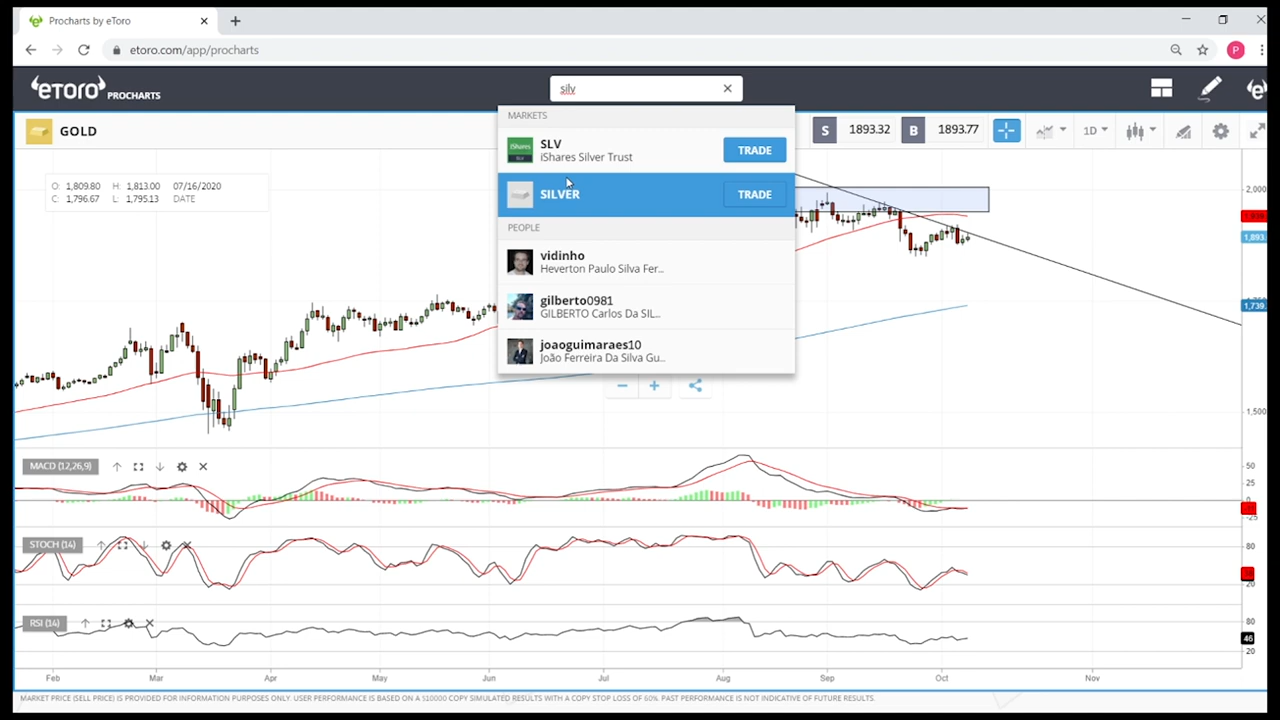 Procharts by eToro
etoro.com/app/procharts
P
eTORO PROCHARTS
silv
GOLD
S 1893.32 B 1893.77 1D
MARKETS
SLV
iShares Silver Trust
TRADE
SILVER
TRADE
PEOPLE
vidinho
Heverton Paulo Silva Fer...
gilberto0981
GILBERTO Carlos Da SIL...
joaoguimaraes10
João Ferreira Da Silva Gu...
O: 1,809.80 H: 1,813.00 07/16/2020
C: 1,796.67 L: 1,795.13 DATE
2,000
1,893.
1,739.
1,500
MACD (12,26,9)
50
25
0
-25
STOCH (14)
80
20
RSI (14)
80
46
20
Feb Mar Apr May Jun Jul Aug Sep Oct Nov
MARKET PRICE (SELL PRICE) IS PROVIDED FOR INFORMATION PURPOSES ONLY. USER PERFORMANCE IS BASED ON A $10000 COPY SIMULATED RESULTS WITH A COPY STOP LOSS OF 60%. PAST PERFORMANCE IS NOT INDICATIVE OF FUTURE RESULTS.